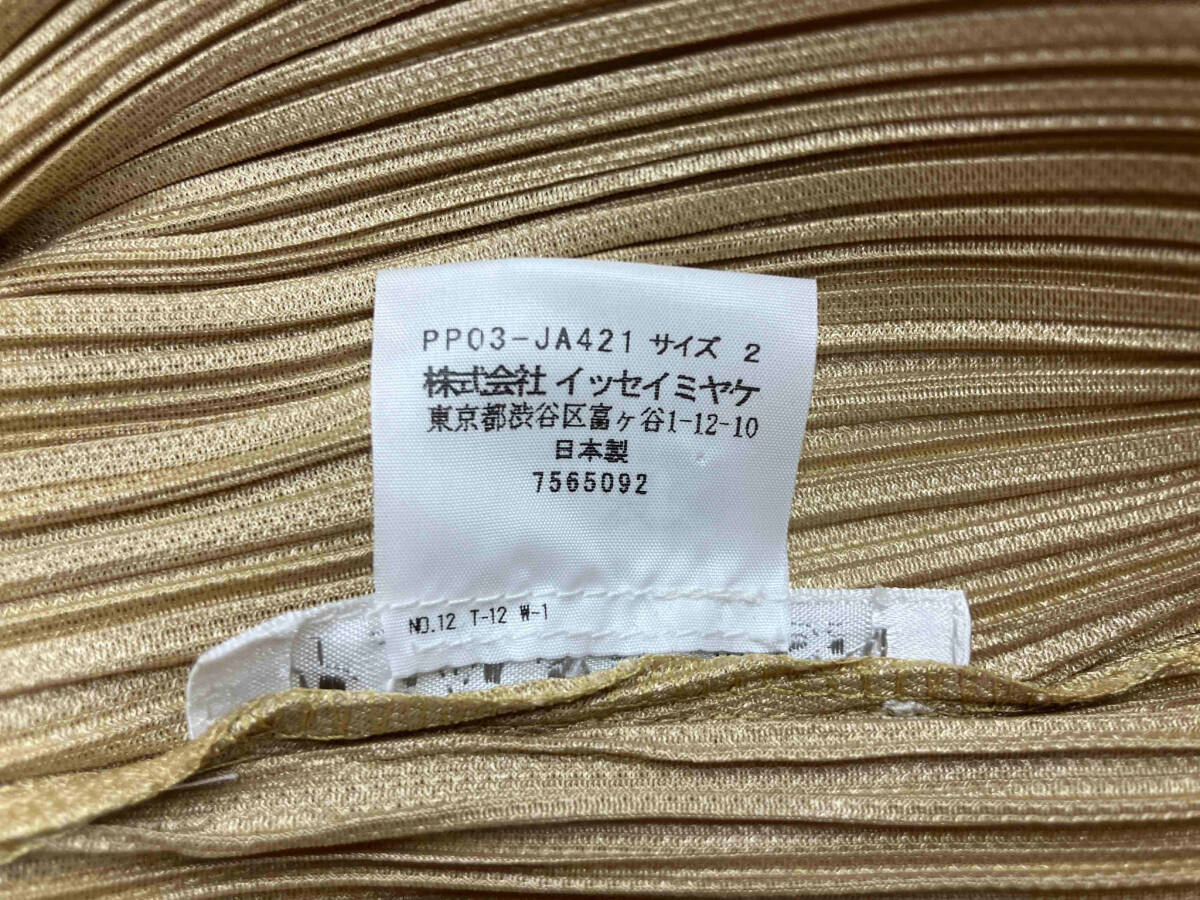 PP03-JA421 サイズ 2
株式会社 イッセイミヤケ
東京都渋谷区富ヶ谷1-12-10
日本製
7565092
NO.12 T-12 W-1